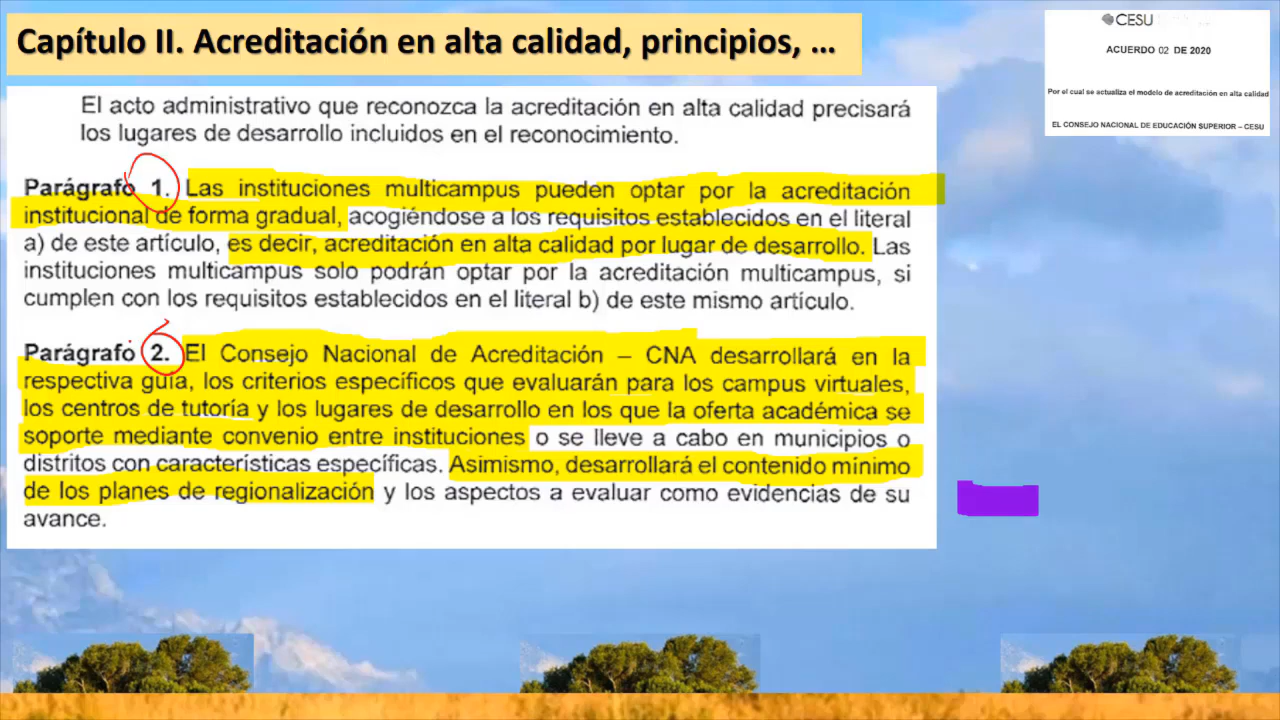 Capítulo II. Acreditación en alta calidad, principios, ...
CESU
ACUERDO 02 DE 2020
Por el cual se actualiza el modelo de acreditación en alta calidad
EL CONSEJO NACIONAL DE EDUCACIÓN SUPERIOR – CESU
El acto administrativo que reconozca la acreditación en alta calidad precisará
los lugares de desarrollo incluidos en el reconocimiento.
Parágrafo 1. Las instituciones multicampus pueden optar por la acreditación
institucional de forma gradual, acogiéndose a los requisitos establecidos en el literal
a) de este artículo, es decir, acreditación en alta calidad por lugar de desarrollo. Las
instituciones multicampus solo podrán optar por la acreditación multicampus, si
cumplen con los requisitos establecidos en el literal b) de este mismo artículo.
Parágrafo 2. El Consejo Nacional de Acreditación – CNA desarrollará en la
respectiva guía, los criterios específicos que evaluarán para los campus virtuales,
los centros de tutoría y los lugares de desarrollo en los que la oferta académica se
soporte mediante convenio entre instituciones o se lleve a cabo en municipios o
distritos con características específicas. Asimismo, desarrollará el contenido mínimo
de los planes de regionalización y los aspectos a evaluar como evidencias de su
avance.